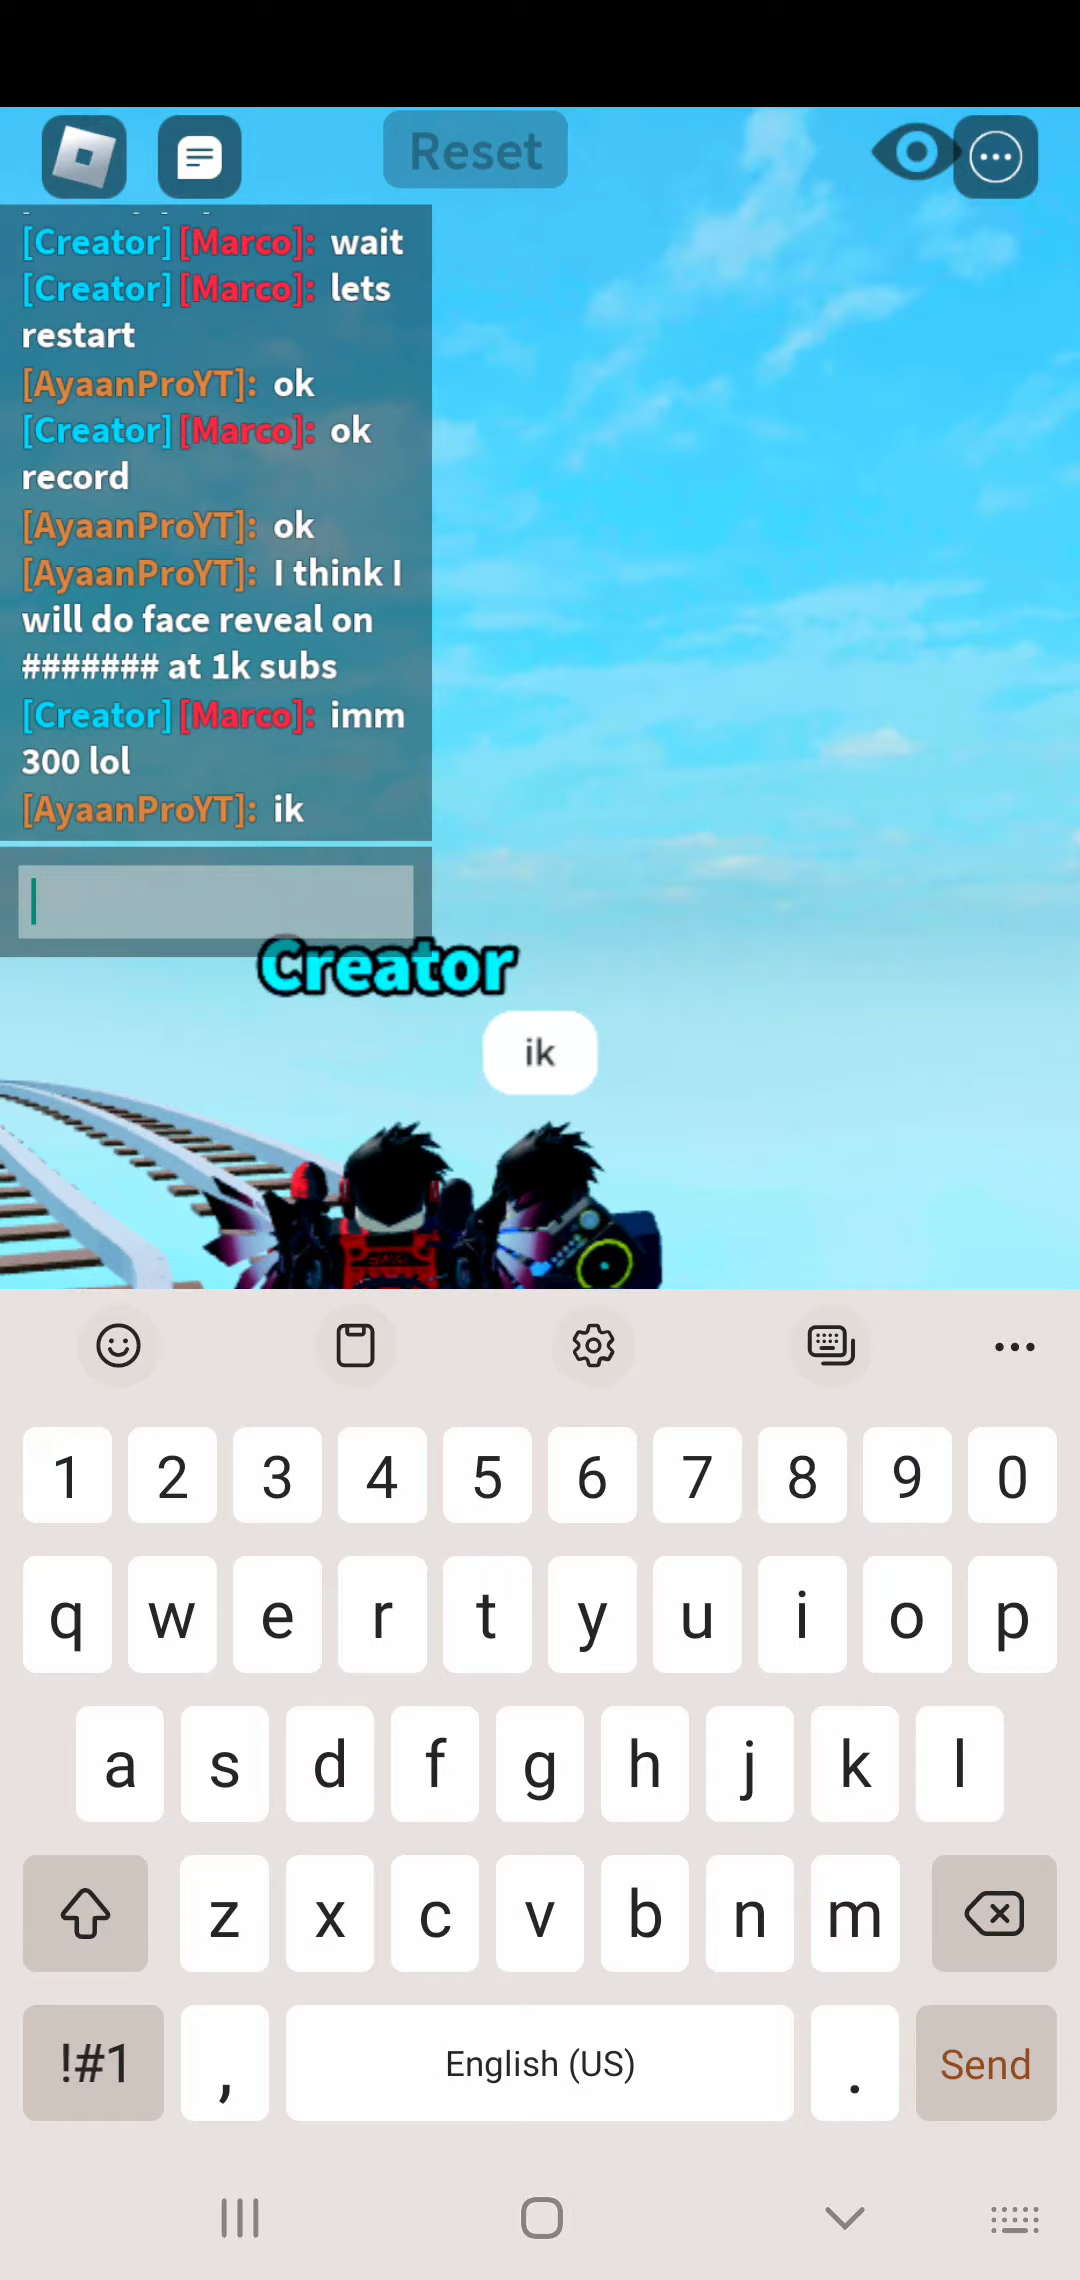 Reset
[Creator] [Marco]: wait
[Creator] [Marco]: lets
restart
[AyaanProYT]: ok
[Creator] [Marco]: ok
record
[AyaanProYT]: ok
[AyaanProYT]: I think I
will do face reveal on
####### at 1k subs
[Creator] [Marco]: imm
300 lol
[AyaanProYT]: ik
Creator
ik
1 2 3 4 5 6 7 8 9 0
q w e r t y u i o p
a s d f g h j k l
z x c v b n m
!#1 , English (US) . Send